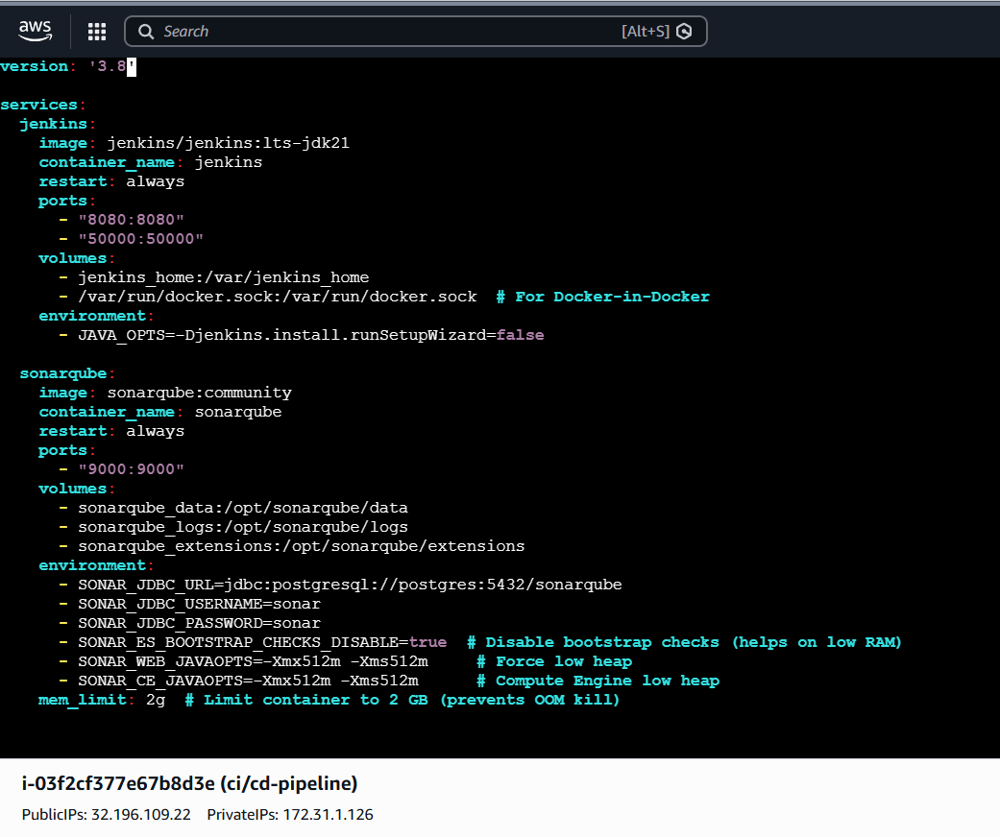 aws
Search [Alt+S]
version: '3.8'
services:
  jenkins:
    image: jenkins/jenkins:lts-jdk21
    container_name: jenkins
    restart: always
    ports:
      - "8080:8080"
      - "50000:50000"
    volumes:
      - jenkins_home:/var/jenkins_home
      - /var/run/docker.sock:/var/run/docker.sock  # For Docker-in-Docker
    environment:
      - JAVA_OPTS=-Djenkins.install.runSetupWizard=false
  sonarqube:
    image: sonarqube:community
    container_name: sonarqube
    restart: always
    ports:
      - "9000:9000"
    volumes:
      - sonarqube_data:/opt/sonarqube/data
      - sonarqube_logs:/opt/sonarqube/logs
      - sonarqube_extensions:/opt/sonarqube/extensions
    environment:
      - SONAR_JDBC_URL=jdbc:postgresql://postgres:5432/sonarqube
      - SONAR_JDBC_USERNAME=sonar
      - SONAR_JDBC_PASSWORD=sonar
      - SONAR_ES_BOOTSTRAP_CHECKS_DISABLE=true  # Disable bootstrap checks (helps on low RAM)
      - SONAR_WEB_JAVAOPTS=-Xmx512m -Xms512m     # Force low heap
      - SONAR_CE_JAVAOPTS=-Xmx512m -Xms512m      # Compute Engine low heap
    mem_limit: 2g  # Limit container to 2 GB (prevents OOM kill)
i-03f2cf377e67b8d3e (ci/cd-pipeline)
PublicIPs: 32.196.109.22 PrivateIPs: 172.31.1.126